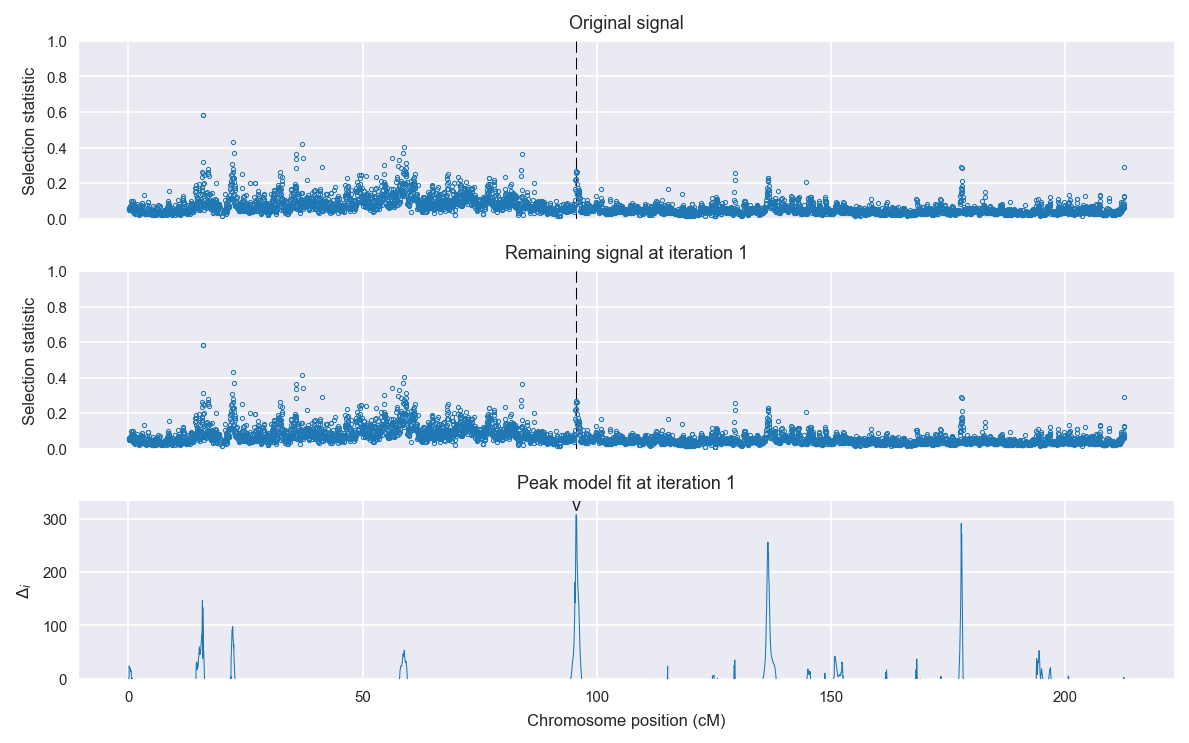 Original signal
1.0
0.8
0.6
0.4
0.2
0.0
Selection statistic
Remaining signal at iteration 1
1.0
0.8
0.6
0.4
0.2
0.0
Selection statistic
Peak model fit at iteration 1
v
300
200
100
0
Δi
0 50 100 150 200
Chromosome position (cM)